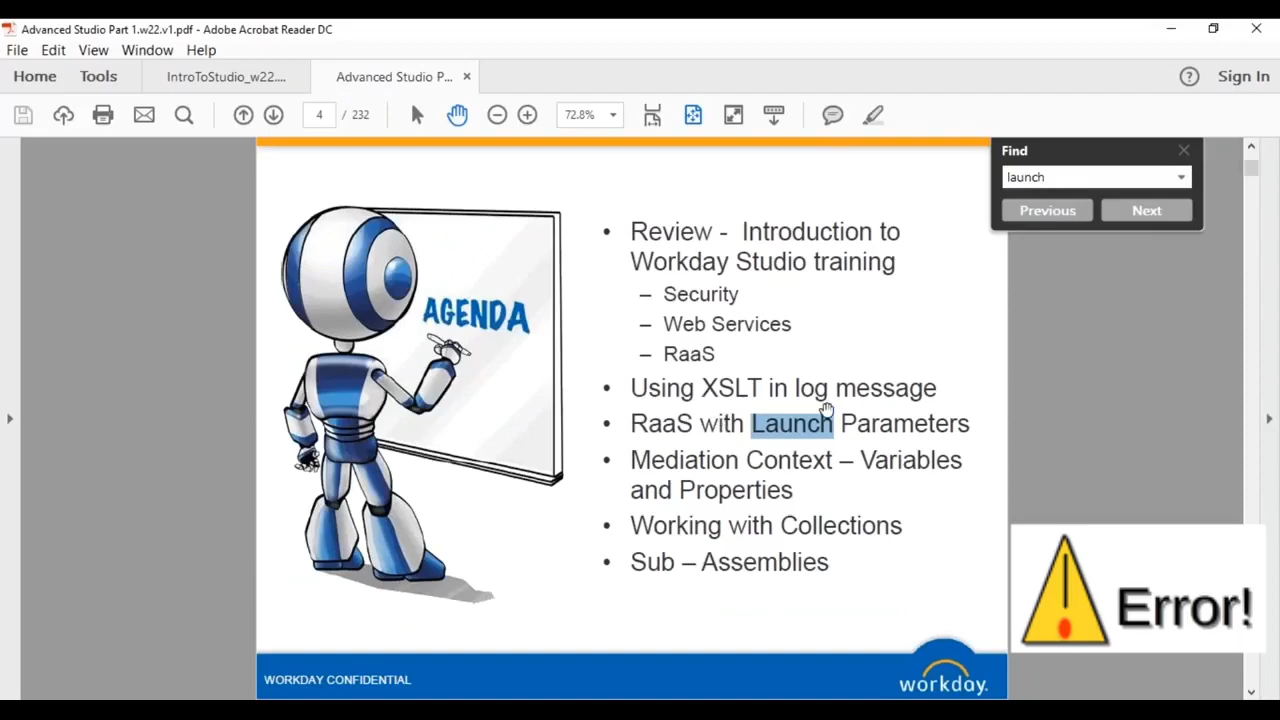 Advanced Studio Part 1.w22.v1.pdf - Adobe Acrobat Reader DC
File Edit View Window Help
Home Tools IntroToStudio_w22.... Advanced Studio P... ×
Sign In
4 / 232
72.8%
Find
launch
Previous Next
AGENDA
• Review - Introduction to
Workday Studio training
– Security
– Web Services
– RaaS
• Using XSLT in log message
• RaaS with Launch Parameters
• Mediation Context – Variables
and Properties
• Working with Collections
• Sub – Assemblies
Error!
WORKDAY CONFIDENTIAL
workday.